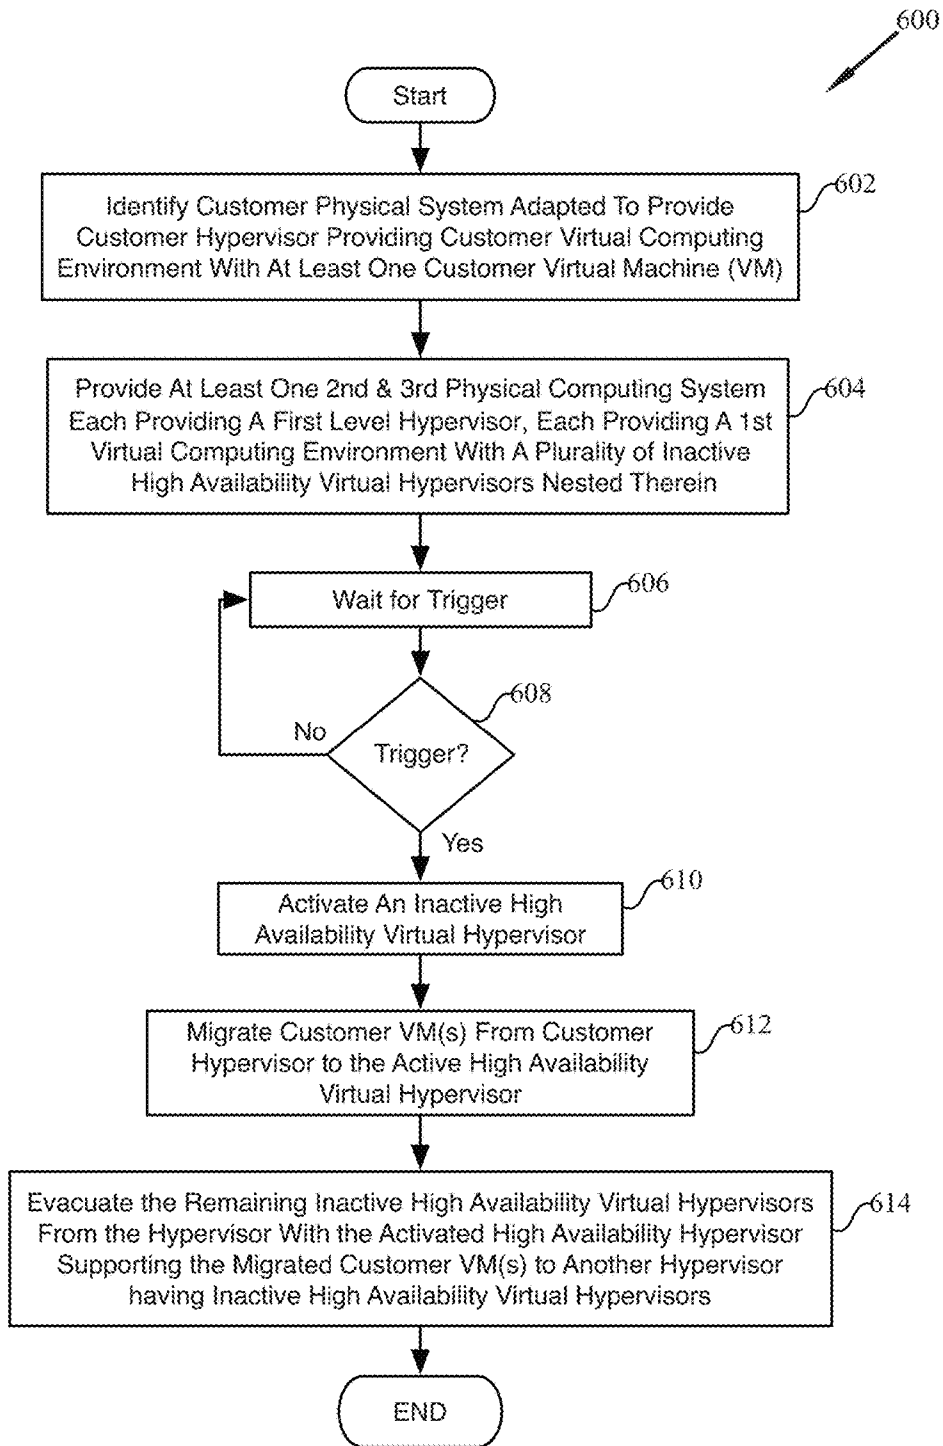 600
Start
602
Identify Customer Physical System Adapted To Provide
Customer Hypervisor Providing Customer Virtual Computing
Environment With At Least One Customer Virtual Machine (VM)
604
Provide At Least One 2nd & 3rd Physical Computing System
Each Providing A First Level Hypervisor, Each Providing A 1st
Virtual Computing Environment With A Plurality of Inactive
High Availability Virtual Hypervisors Nested Therein
606
Wait for Trigger
608
No
Trigger?
Yes
610
Activate An Inactive High
Availability Virtual Hypervisor
612
Migrate Customer VM(s) From Customer
Hypervisor to the Active High Availability
Virtual Hypervisor
614
Evacuate the Remaining Inactive High Availability Virtual Hypervisors
From the Hypervisor With the Activated High Availability Hypervisor
Supporting the Migrated Customer VM(s) to Another Hypervisor
having Inactive High Availability Virtual Hypervisors
END